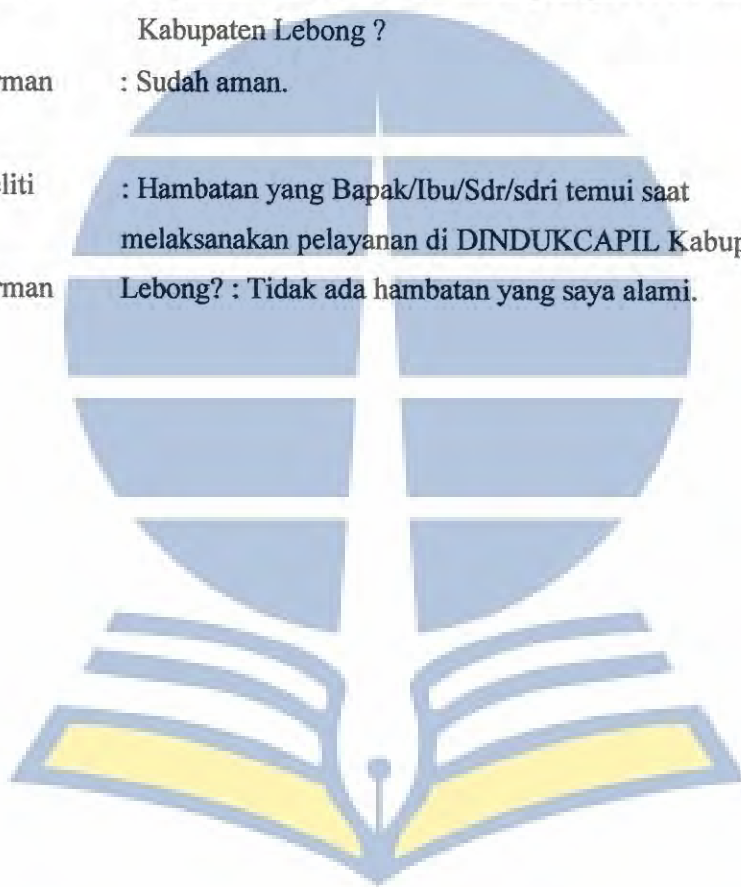 Kabupaten Lebong ?
rman : Sudah aman.
liti : Hambatan yang Bapak/Ibu/Sdr/sdri temui saat
melaksanakan pelayanan di DINDUKCAPIL Kabup
rman Lebong? : Tidak ada hambatan yang saya alami.